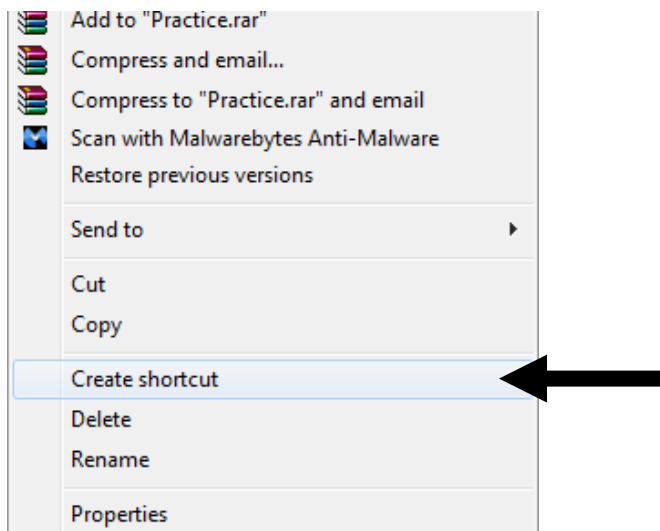 Add to "Practice.rar"
Compress and email...
Compress to "Practice.rar" and email
Scan with Malwarebytes Anti-Malware
Restore previous versions
Send to
Cut
Copy
Create shortcut
Delete
Rename
Properties